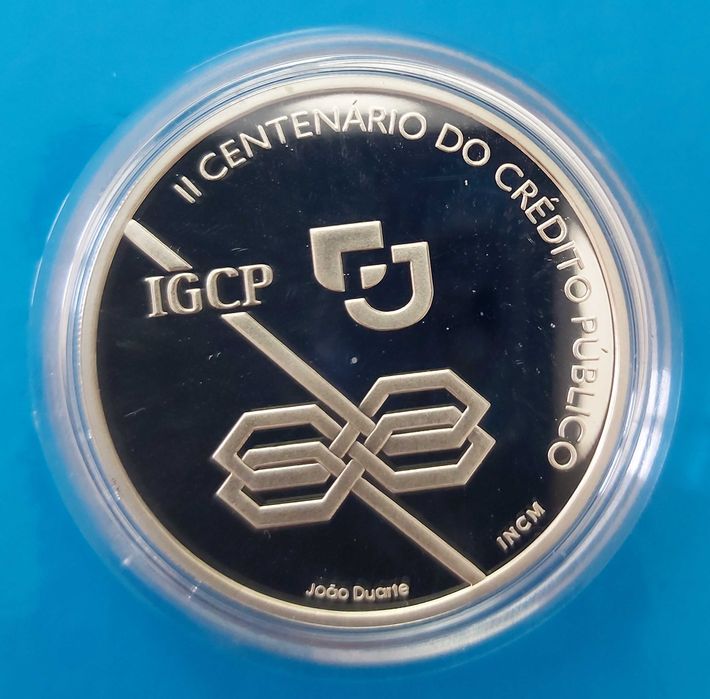 II CENTENÁRIO DO CRÉDITO PÚBLICO
IGCP
INCM
João Duarte